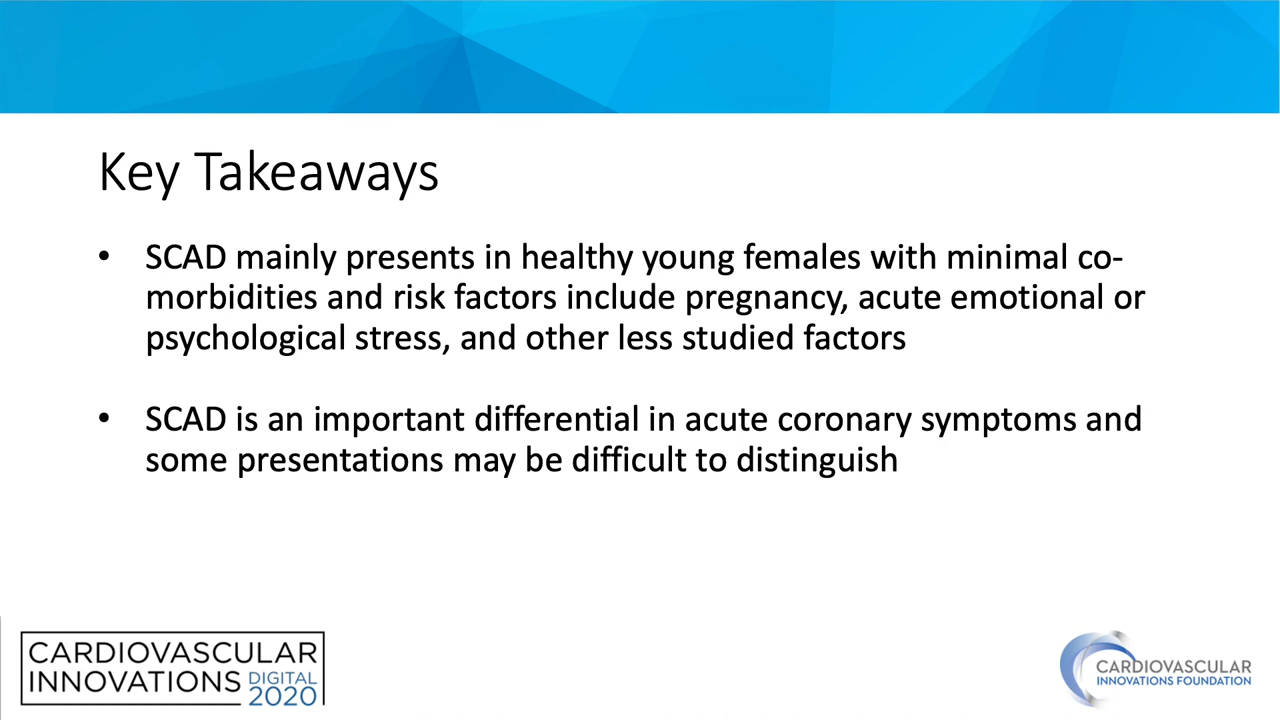 Key Takeaways
• SCAD mainly presents in healthy young females with minimal co-
morbidities and risk factors include pregnancy, acute emotional or
psychological stress, and other less studied factors
• SCAD is an important differential in acute coronary symptoms and
some presentations may be difficult to distinguish
CARDIOVASCULAR
INNOVATIONS DIGITAL 2020
CARDIOVASCULAR
INNOVATIONS FOUNDATION